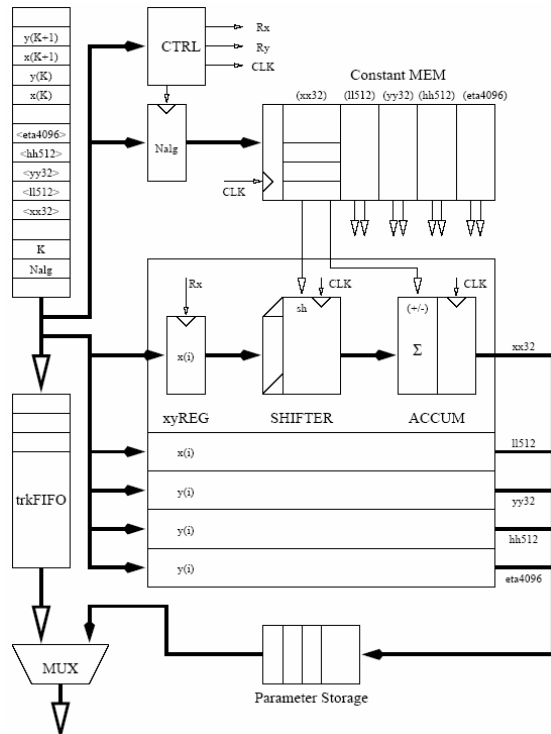 y(K+1)
x(K+1)
y(K)
x(K)
<eta4096>
<hh512>
<yy32>
<ll512>
<xx32>
K
Nalg
CTRL
Rx
Ry
CLK
Nalg
Constant MEM
(xx32) (ll512) (yy32) (hh512) (eta4096)
CLK
Rx
x(i)
xyREG
sh
CLK
SHIFTER
(+/-)
Σ
CLK
ACCUM
xx32
x(i)
ll512
y(i)
yy32
y(i)
hh512
y(i)
eta4096
trkFIFO
MUX
Parameter Storage